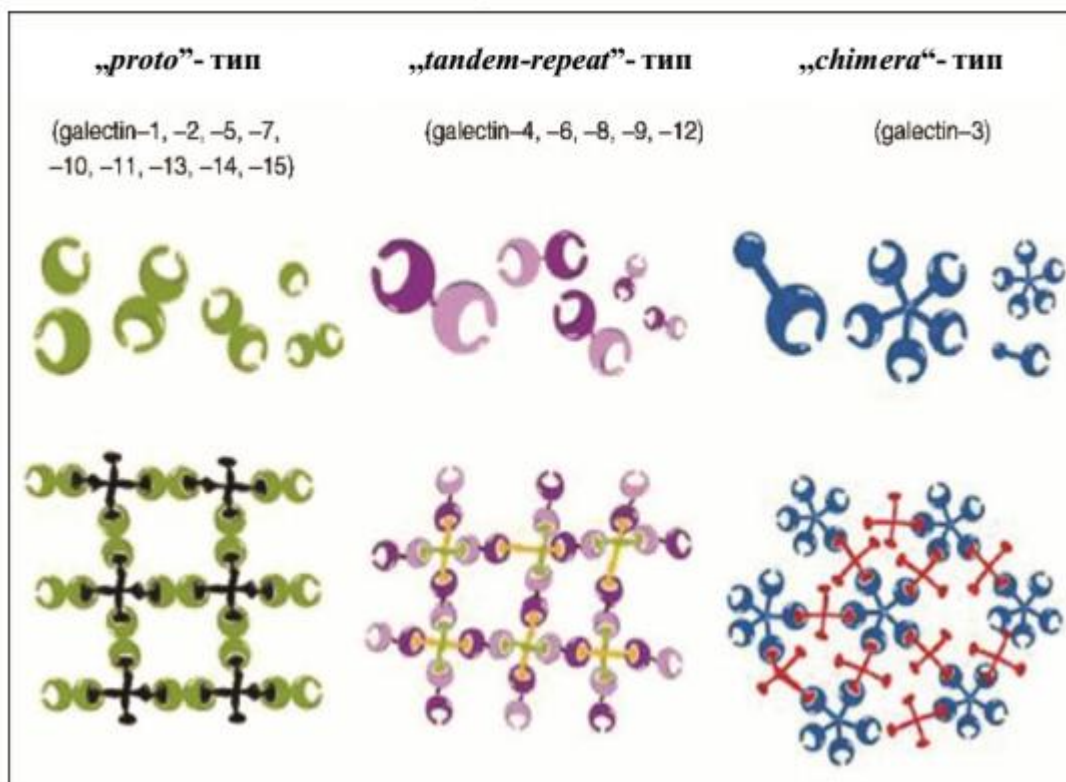 „proto”- тип
(galectin–1, –2, –5, –7,
–10, –11, –13, –14, –15)
„tandem-repeat”- тип
(galectin–4, –6, –8, –9, –12)
„chimera“- тип
(galectin–3)